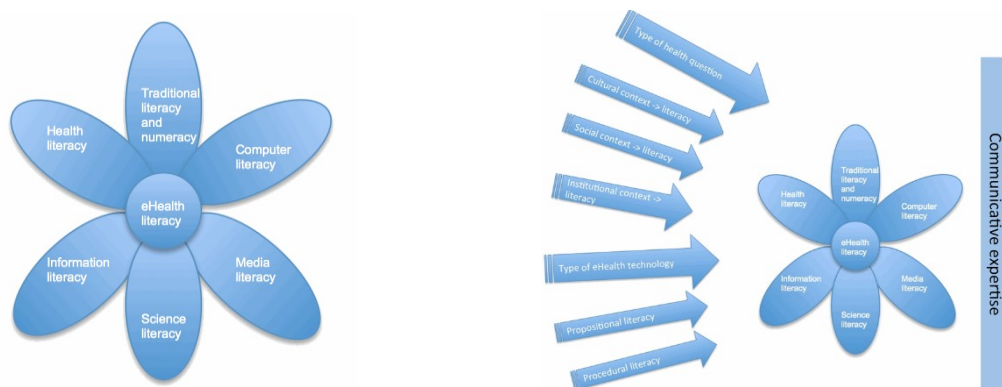 Traditional
literacy
and
numeracy
Health
literacy
Computer
literacy
eHealth
literacy
Information
literacy
Media
literacy
Science
literacy
Type of health question
Cultural context -> literacy
Social context -> literacy
Institutional context ->
literacy
Type of eHealth technology
Propositional literacy
Procedural literacy
Traditional
literacy
and
numeracy
Health
literacy
Computer
literacy
eHealth
literacy
Information
literacy
Media
literacy
Science
literacy
Communicative expertise